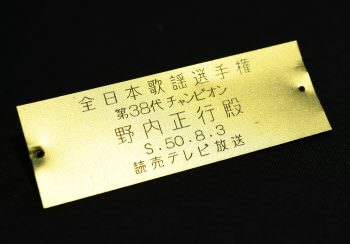 全日本歌謡選手権
第38代チャンピオン
野内正行殿
S.50.8.3
読売テレビ放送